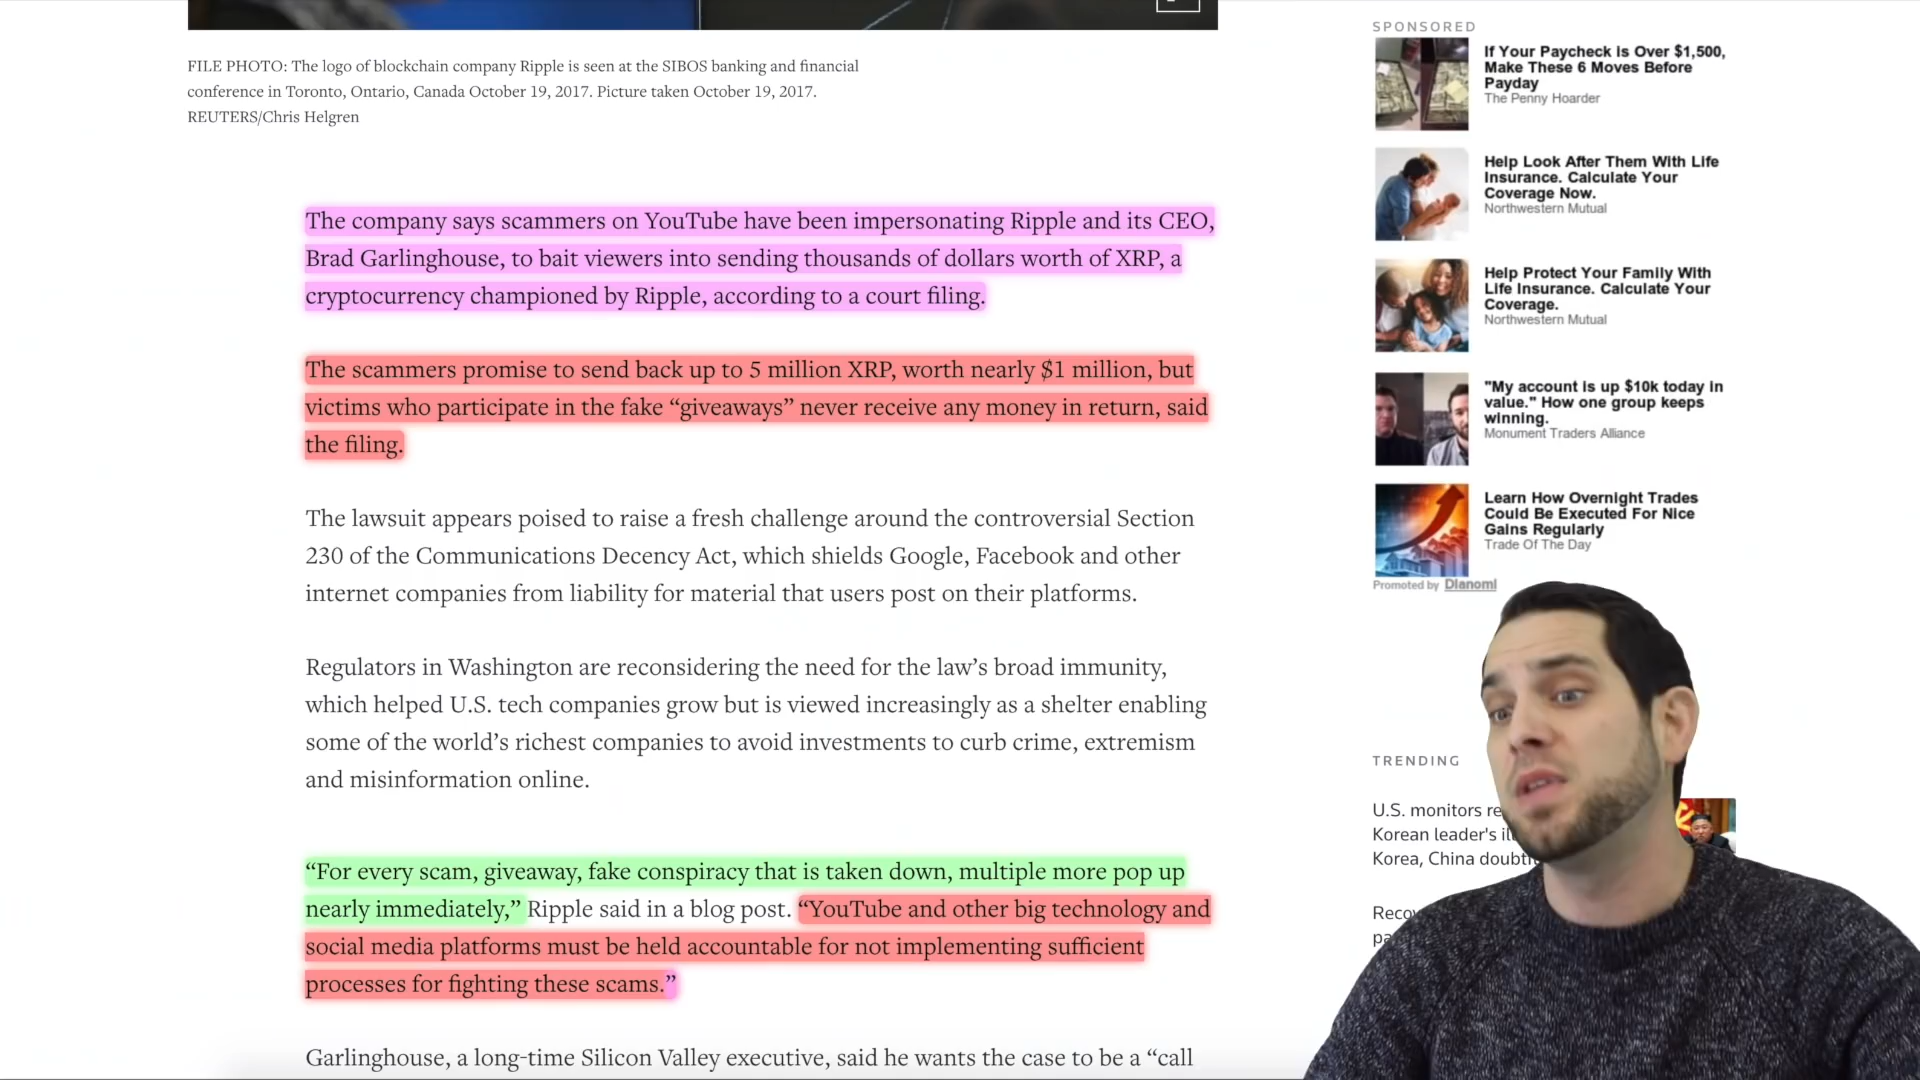 FILE PHOTO: The logo of blockchain company Ripple is seen at the SIBOS banking and financial
conference in Toronto, Ontario, Canada October 19, 2017. Picture taken October 19, 2017.
REUTERS/Chris Helgren
The company says scammers on YouTube have been impersonating Ripple and its CEO,
Brad Garlinghouse, to bait viewers into sending thousands of dollars worth of XRP, a
cryptocurrency championed by Ripple, according to a court filing.
The scammers promise to send back up to 5 million XRP, worth nearly $1 million, but
victims who participate in the fake “giveaways” never receive any money in return, said
the filing.
The lawsuit appears poised to raise a fresh challenge around the controversial Section
230 of the Communications Decency Act, which shields Google, Facebook and other
internet companies from liability for material that users post on their platforms.
Regulators in Washington are reconsidering the need for the law’s broad immunity,
which helped U.S. tech companies grow but is viewed increasingly as a shelter enabling
some of the world’s richest companies to avoid investments to curb crime, extremism
and misinformation online.
“For every scam, giveaway, fake conspiracy that is taken down, multiple more pop up
nearly immediately,” Ripple said in a blog post. “YouTube and other big technology and
social media platforms must be held accountable for not implementing sufficient
processes for fighting these scams.”
Garlinghouse, a long-time Silicon Valley executive, said he wants the case to be a “call
SPONSORED
If Your Paycheck is Over $1,500,
Make These 6 Moves Before
Payday
The Penny Hoarder
Help Look After Them With Life
Insurance. Calculate Your
Coverage Now.
Northwestern Mutual
Help Protect Your Family With
Life Insurance. Calculate Your
Coverage.
Northwestern Mutual
"My account is up $10k today in
value." How one group keeps
winning.
Monument Traders Alliance
Learn How Overnight Trades
Could Be Executed For Nice
Gains Regularly
Trade Of The Day
Promoted by Dianomi
TRENDING
U.S. monitors
Korean leader's
Korea, China